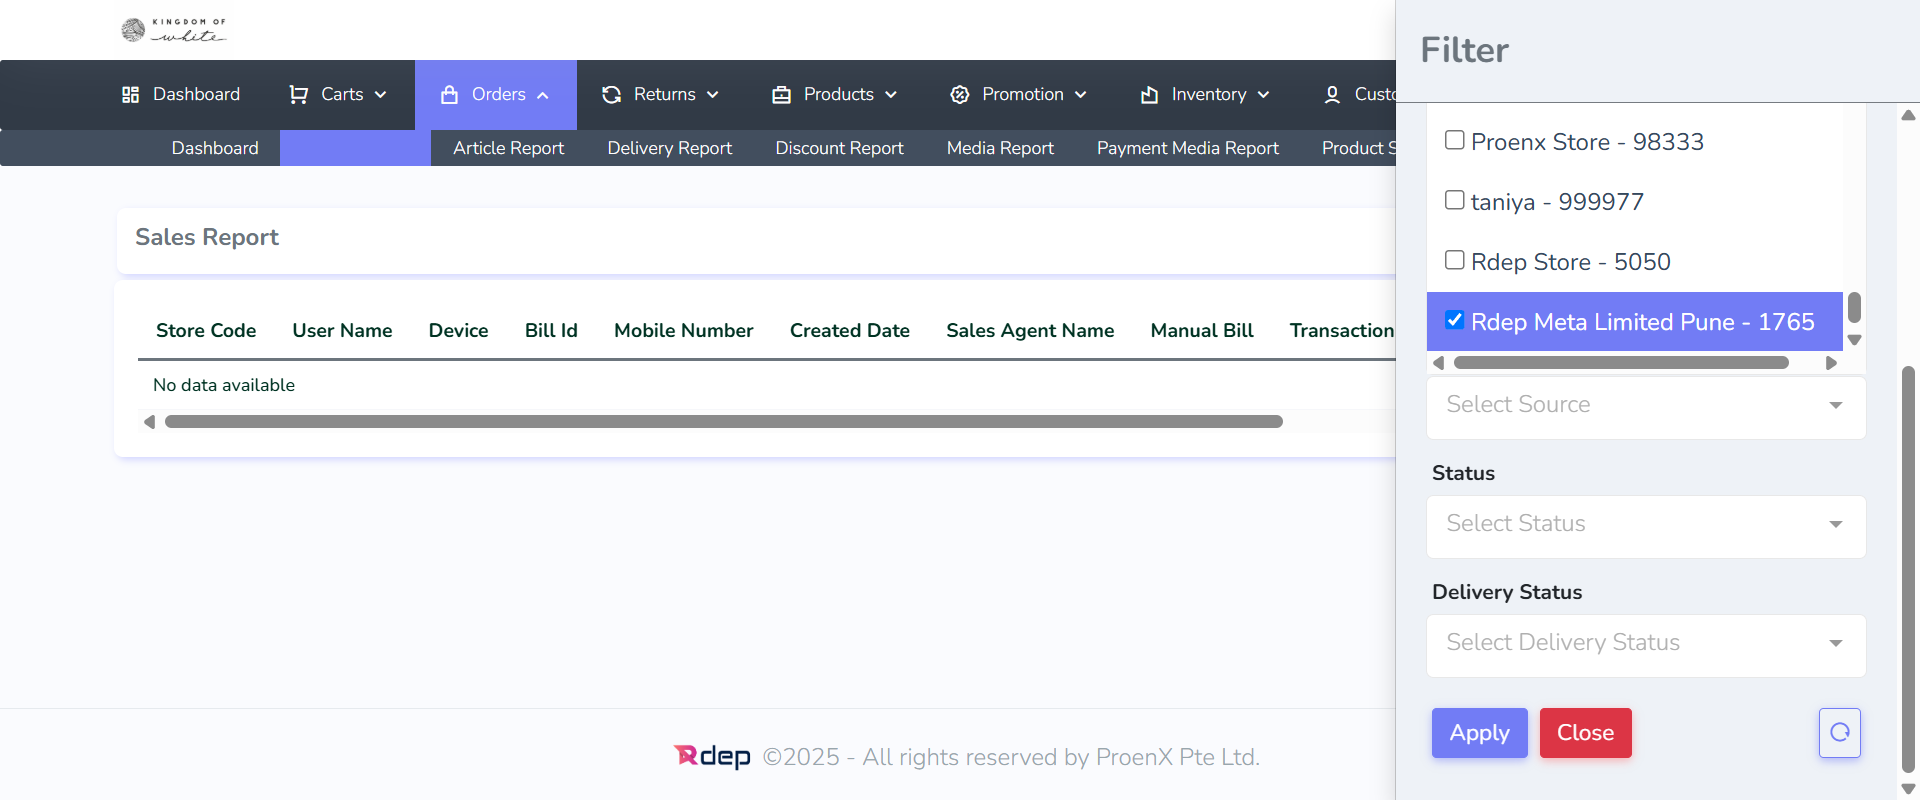 KINGDOM OF
white
Filter
Dashboard Carts Orders Returns Products Promotion Inventory Custo
Dashboard Article Report Delivery Report Discount Report Media Report Payment Media Report Product S
Sales Report
Store Code User Name Device Bill Id Mobile Number Created Date Sales Agent Name Manual Bill Transaction
No data available
Proenx Store - 98333
taniya - 999977
Rdep Store - 5050
Rdep Meta Limited Pune - 1765
Select Source
Status
Select Status
Delivery Status
Select Delivery Status
Apply Close
Rdep ©2025 - All rights reserved by ProenX Pte Ltd.